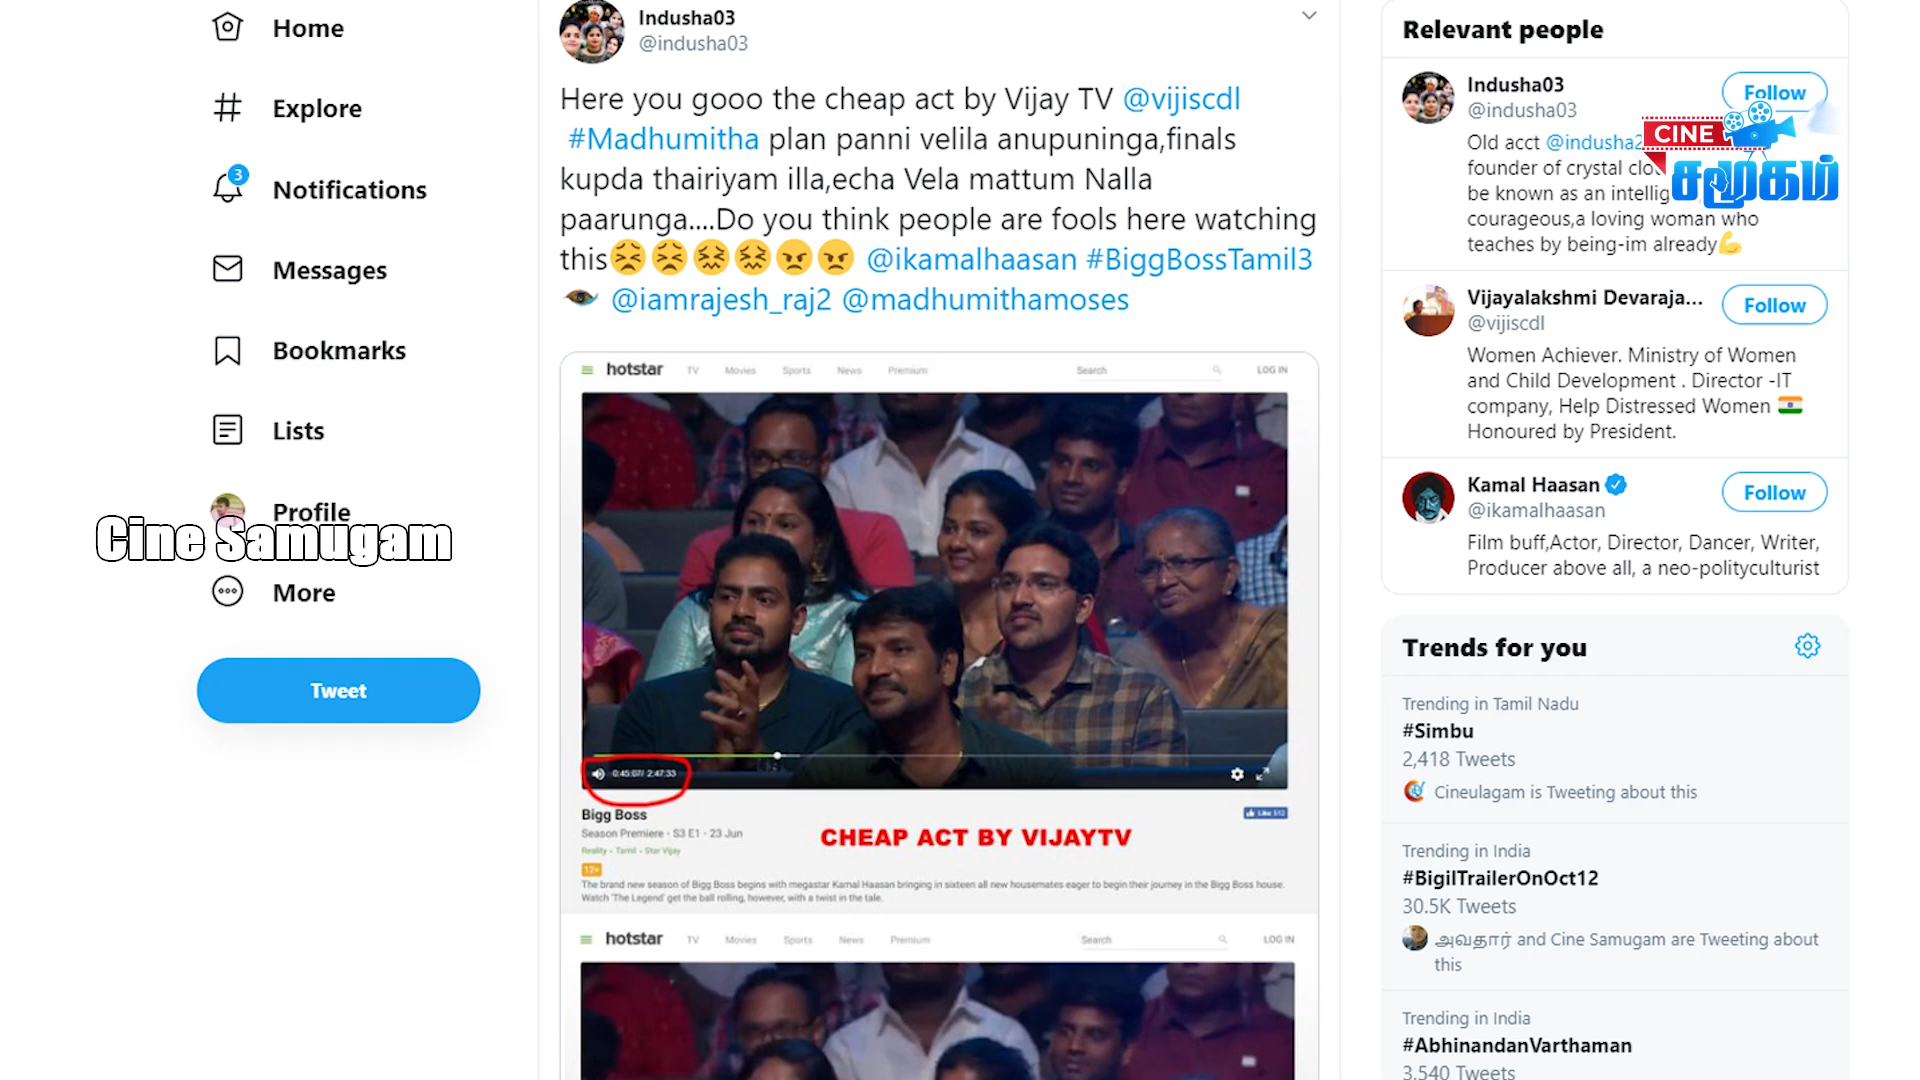 Home
Explore
3
Notifications
Messages
Bookmarks
Lists
Profile
Cine Samugam
More
Tweet
Indusha03
@indusha03
Here you gooo the cheap act by Vijay TV @vijiscdl
#Madhumitha plan panni velila anupuninga,finals
kupda thairiyam illa,echa Vela mattum Nalla
paarunga....Do you think people are fools here watching
this😣😣😖😖😠😠 @ikamalhaasan #BiggBossTamil3
@iamrajesh_raj2 @madhumithamoses
hotstar TV Movies Sports News Premium Search LOG IN
0:45:07/ 2:47:33
Bigg Boss
Like 512
Season Premiere • S3 E1 • 23 Jun
Reality • Tamil • Star Vijay
CHEAP ACT BY VIJAYTV
12+
The brand new season of Bigg Boss begins with megastar Kamal Haasan bringing in sixteen all new housemates eager to begin their journey in the Bigg Boss house.
Watch 'The Legend' get the ball rolling, however, with a twist in the tale.
hotstar TV Movies Sports News Premium Search LOG IN
Relevant people
Indusha03
@indusha03
Follow
CINE
சமூகம்
Old acct
founder of crystal
be known as an
courageous,a loving woman who
teaches by being-im already💪
Vijayalakshmi Devaraja...
@vijiscdl
Follow
Women Achiever. Ministry of Women
and Child Development . Director -IT
company, Help Distressed Women 🇮🇳
Honoured by President.
Kamal Haasan
@ikamalhaasan
Follow
Film buff,Actor, Director, Dancer, Writer,
Producer above all, a neo-polityculturist
Trends for you
Trending in Tamil Nadu
#Simbu
2,418 Tweets
Cineulagam is Tweeting about this
Trending in India
#BigilTrailerOnOct12
30.5K Tweets
அவதார் and Cine Samugam are Tweeting about
this
Trending in India
#AbhinandanVarthaman
3,540 Tweets